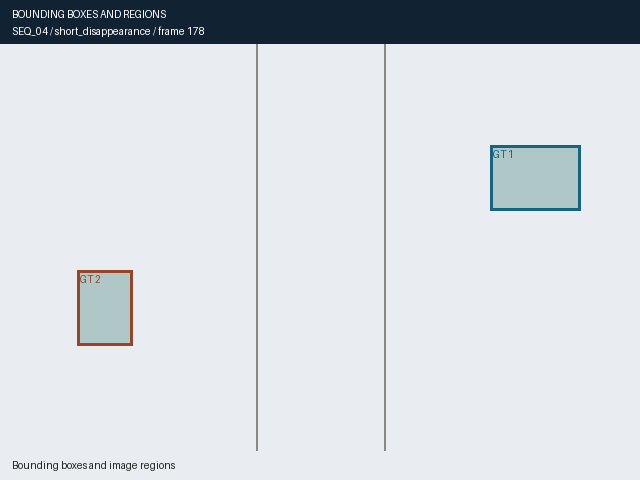 BOUNDING BOXES AND REGIONS
SEQ_04 / short_disappearance / frame 178
GT 1
GT 2
Bounding boxes and image regions